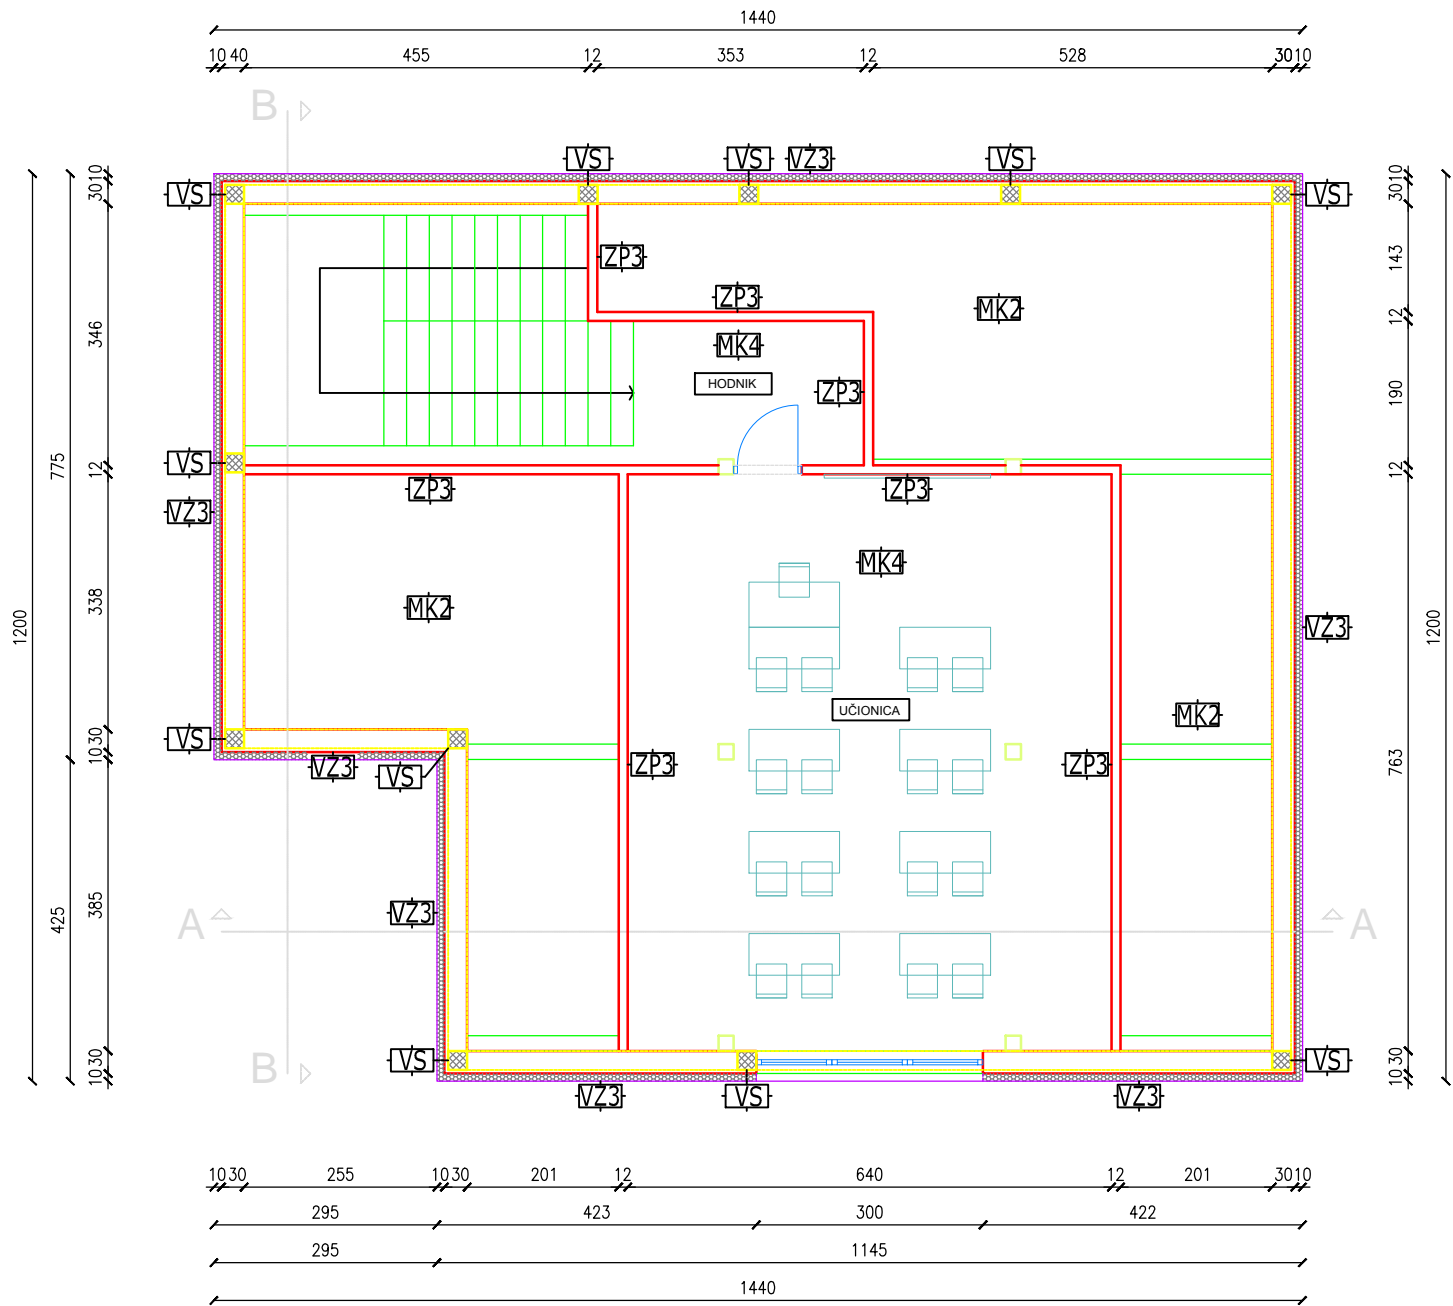 1440
10 40 455 12 353 12 528 30 10
B
VS VS VZ3 VS
VS VS
ZP3
ZP3
MK2
MK4
HODNIK
ZP3
VS
ZP3 ZP3
VZ3
MK4
MK2
VZ3
UČIONICA
MK2
VS
VZ3 VS
ZP3 ZP3
VZ3
A A
B
VS VS
VZ3 VS VZ3
1200
775
425
30 10
346
12
338
10 30
385
10 30
30 10
143
12
190
12
763
10 30
1200
10 30 255 10 30 201 12 640 12 201 30 10
295 423 300 422
295 1145
1440